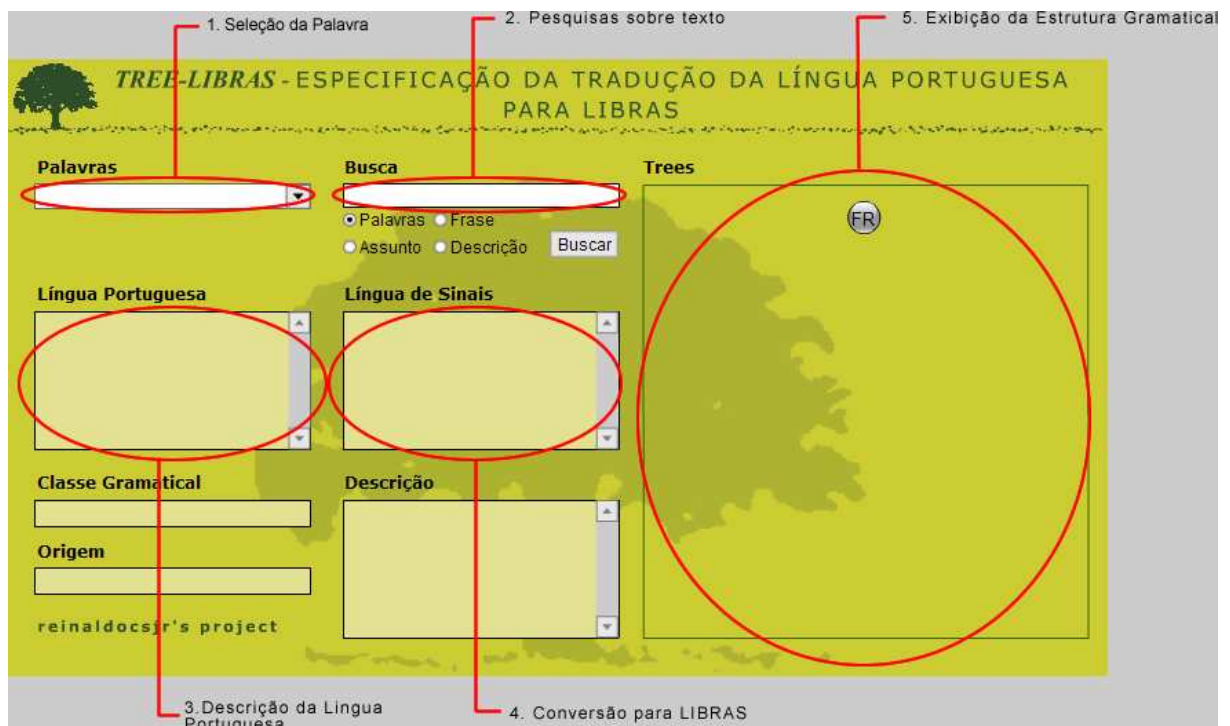 1. Seleção da Palavra
2. Pesquisas sobre texto
5. Exibição da Estrutura Gramatical
TREE-LIBRAS - ESPECIFICAÇÃO DA TRADUÇÃO DA LÍNGUA PORTUGUESA
PARA LIBRAS
Palavras
Busca
Trees
Palavras Frase
Assunto Descrição Buscar
FR
Língua Portuguesa
Língua de Sinais
Classe Gramatical
Descrição
Origem
reinaldocsjr's project
3.Descrição da Lingua
Portuguesa
4. Conversão para LIBRAS